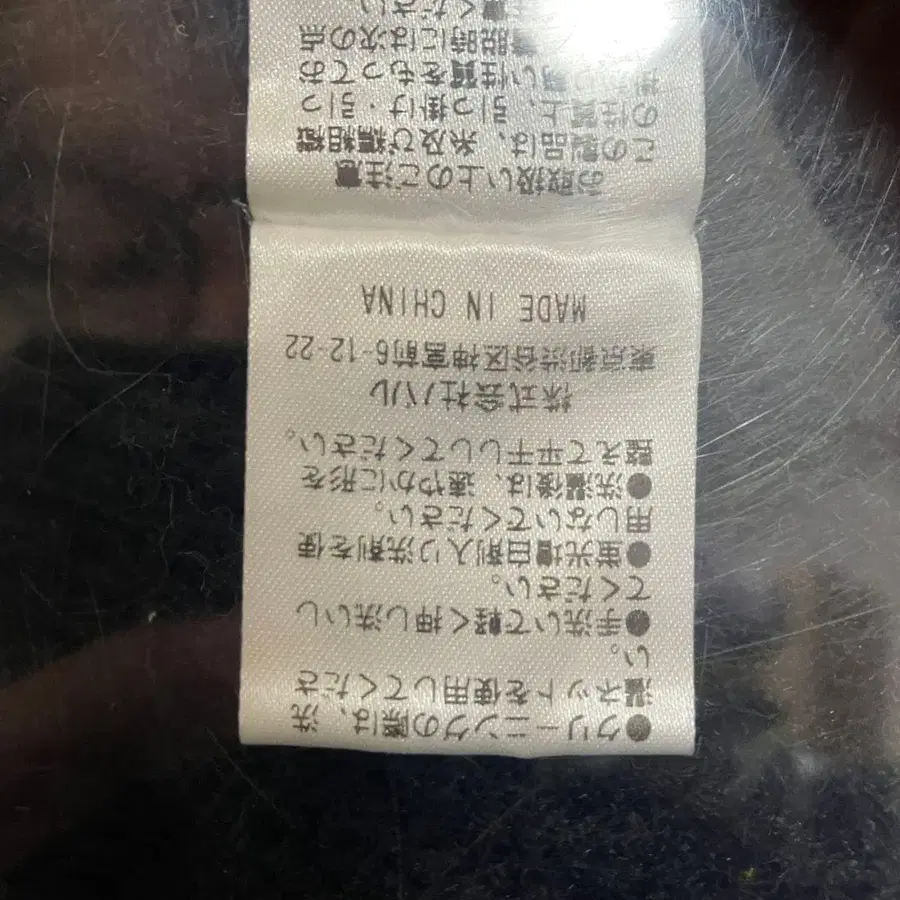 ●クリーニングの際は、洗
濯ネットを使用してくださ
い。
●手洗いで軽く押し洗いし
てください。
●蛍光増白剤入り洗剤を使
用しないでください。
●洗濯後は、速やかに形を
整えて平干ししてください。
株式会社パル
東京都渋谷区神宮前6-12-22
MADE IN CHINA
お取扱い上のご注意
この製品は、糸及び編組織
の性質上、引っ掛け・引っ
い性質をもってお
着脱時には次の点
ください